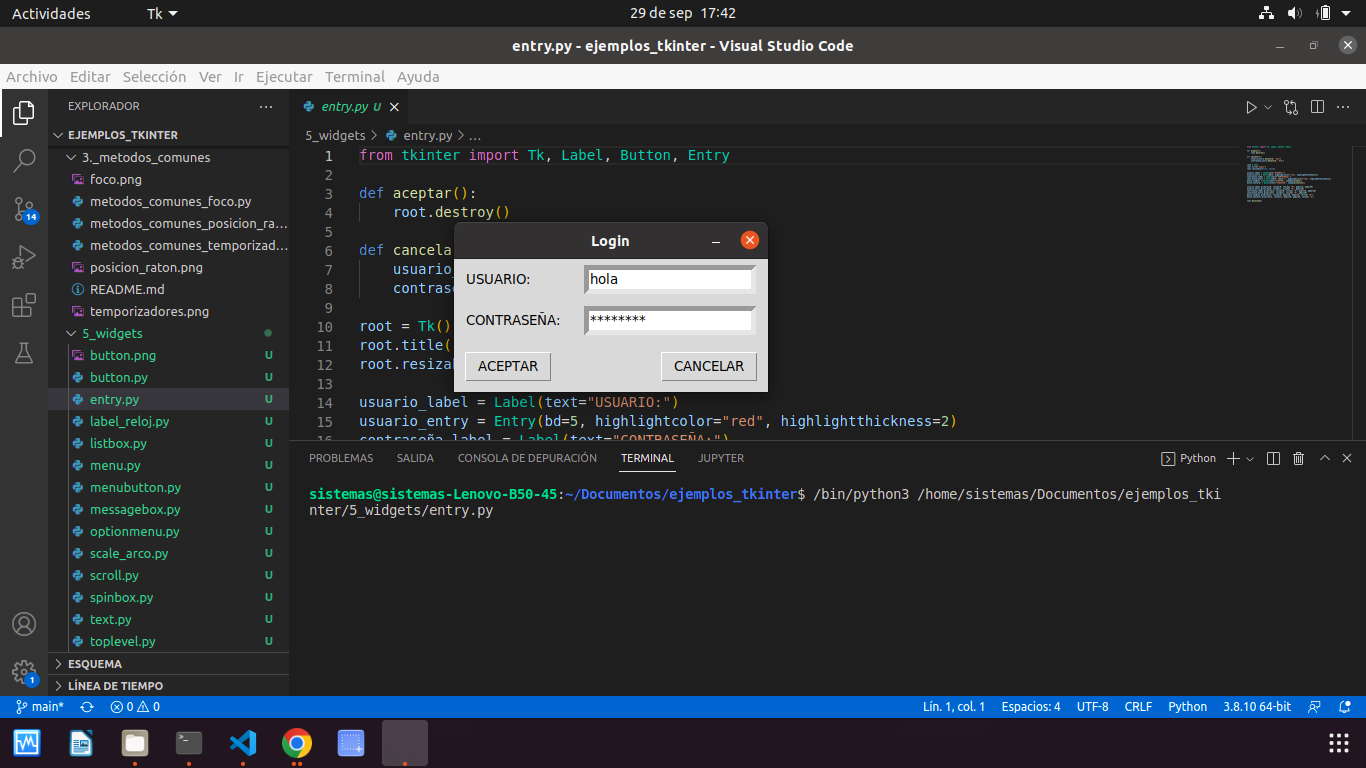 Actividades
Tk
29 de sep 17:42
entry.py - ejemplos_tkinter - Visual Studio Code
Archivo Editar Selección Ver Ir Ejecutar Terminal Ayuda
EXPLORADOR
EJEMPLOS_TKINTER
3._metodos_comunes
foco.png
metodos_comunes_foco.py
metodos_comunes_posicion_ra...
metodos_comunes_temporizad...
posicion_raton.png
README.md
temporizadores.png
5_widgets
button.png U
button.py U
entry.py U
label_reloj.py U
listbox.py U
menu.py U
menubutton.py U
messagebox.py U
optionmenu.py U
scale_arco.py U
scroll.py U
spinbox.py U
text.py U
toplevel.py U
ESQUEMA
LÍNEA DE TIEMPO
14
1
entry.py U
5_widgets > entry.py > ...
1 from tkinter import Tk, Label, Button, Entry
2
3 def aceptar():
4 root.destroy()
5
6 def cancela
7 usuario_
8 contras
9
10 root = Tk()
11 root.title(
12 root.resiza
13
14 usuario_label = Label(text="USUARIO:")
15 usuario_entry = Entry(bd=5, highlightcolor="red", highlightthickness=2)
16 contraseña_label = Label(text="CONTRASEÑA:")
Login
USUARIO: hola
CONTRASEÑA: ********
ACEPTAR CANCELAR
PROBLEMAS SALIDA CONSOLA DE DEPURACIÓN TERMINAL JUPYTER
Python
sistemas@sistemas-Lenovo-B50-45:~/Documentos/ejemplos_tkinter$ /bin/python3 /home/sistemas/Documentos/ejemplos_tki
nter/5_widgets/entry.py
main* 0 0 Lín. 1, col. 1 Espacios: 4 UTF-8 CRLF Python 3.8.10 64-bit